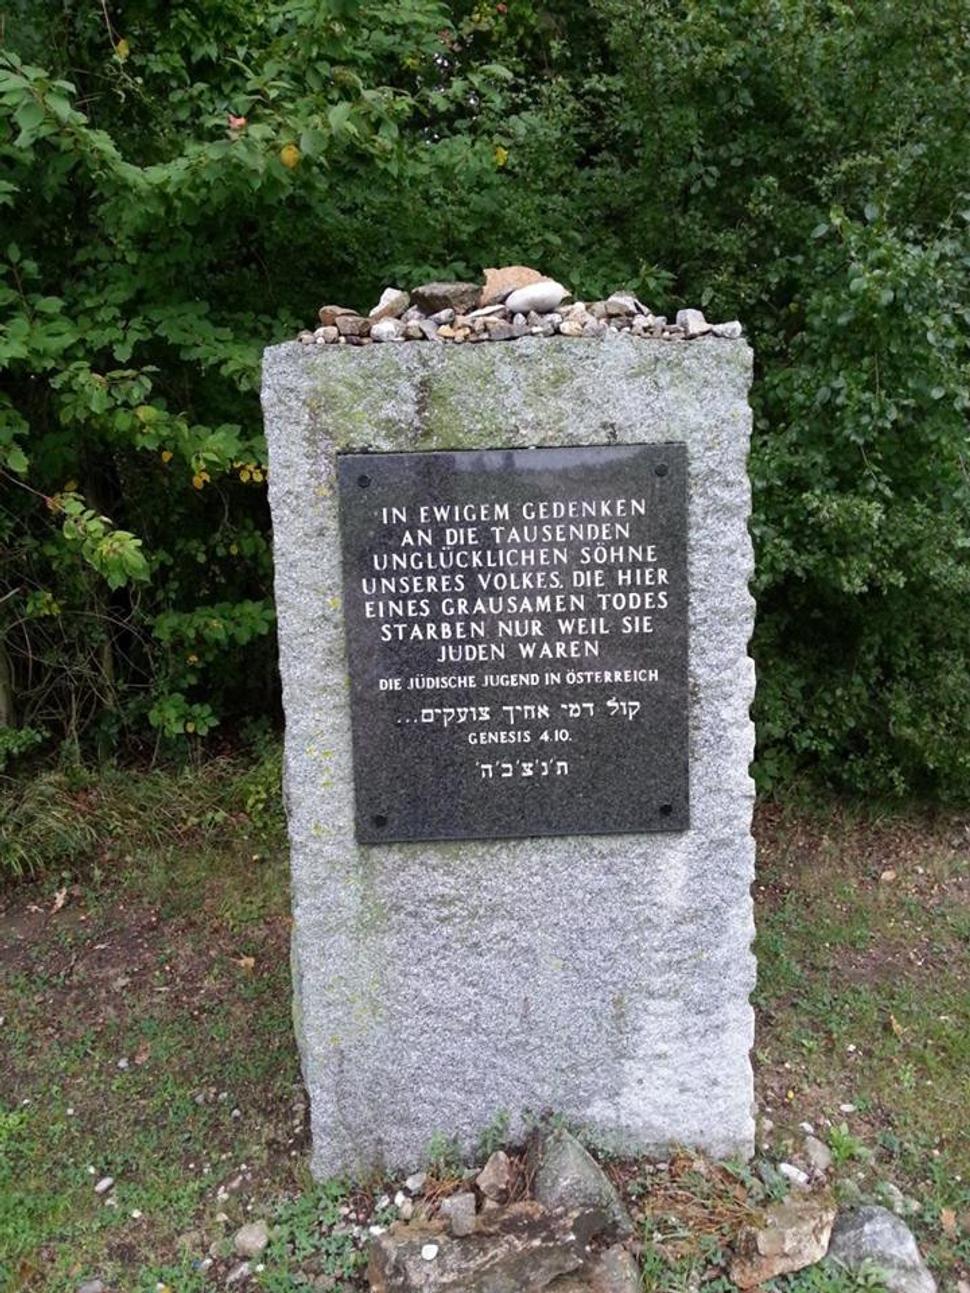 IN EWIGEM GEDENKEN
AN DIE TAUSENDEN
UNGLÜCKLICHEN SÖHNE
UNSERES VOLKES. DIE HIER
EINES GRAUSAMEN TODES
STARBEN NUR WEIL SIE
JUDEN WAREN
DIE JÜDISCHE JUGEND IN ÖSTERREICH
קול דמי אחיך צועקים...
GENESIS 4.10.
ת'נ'צ'ב'ה'